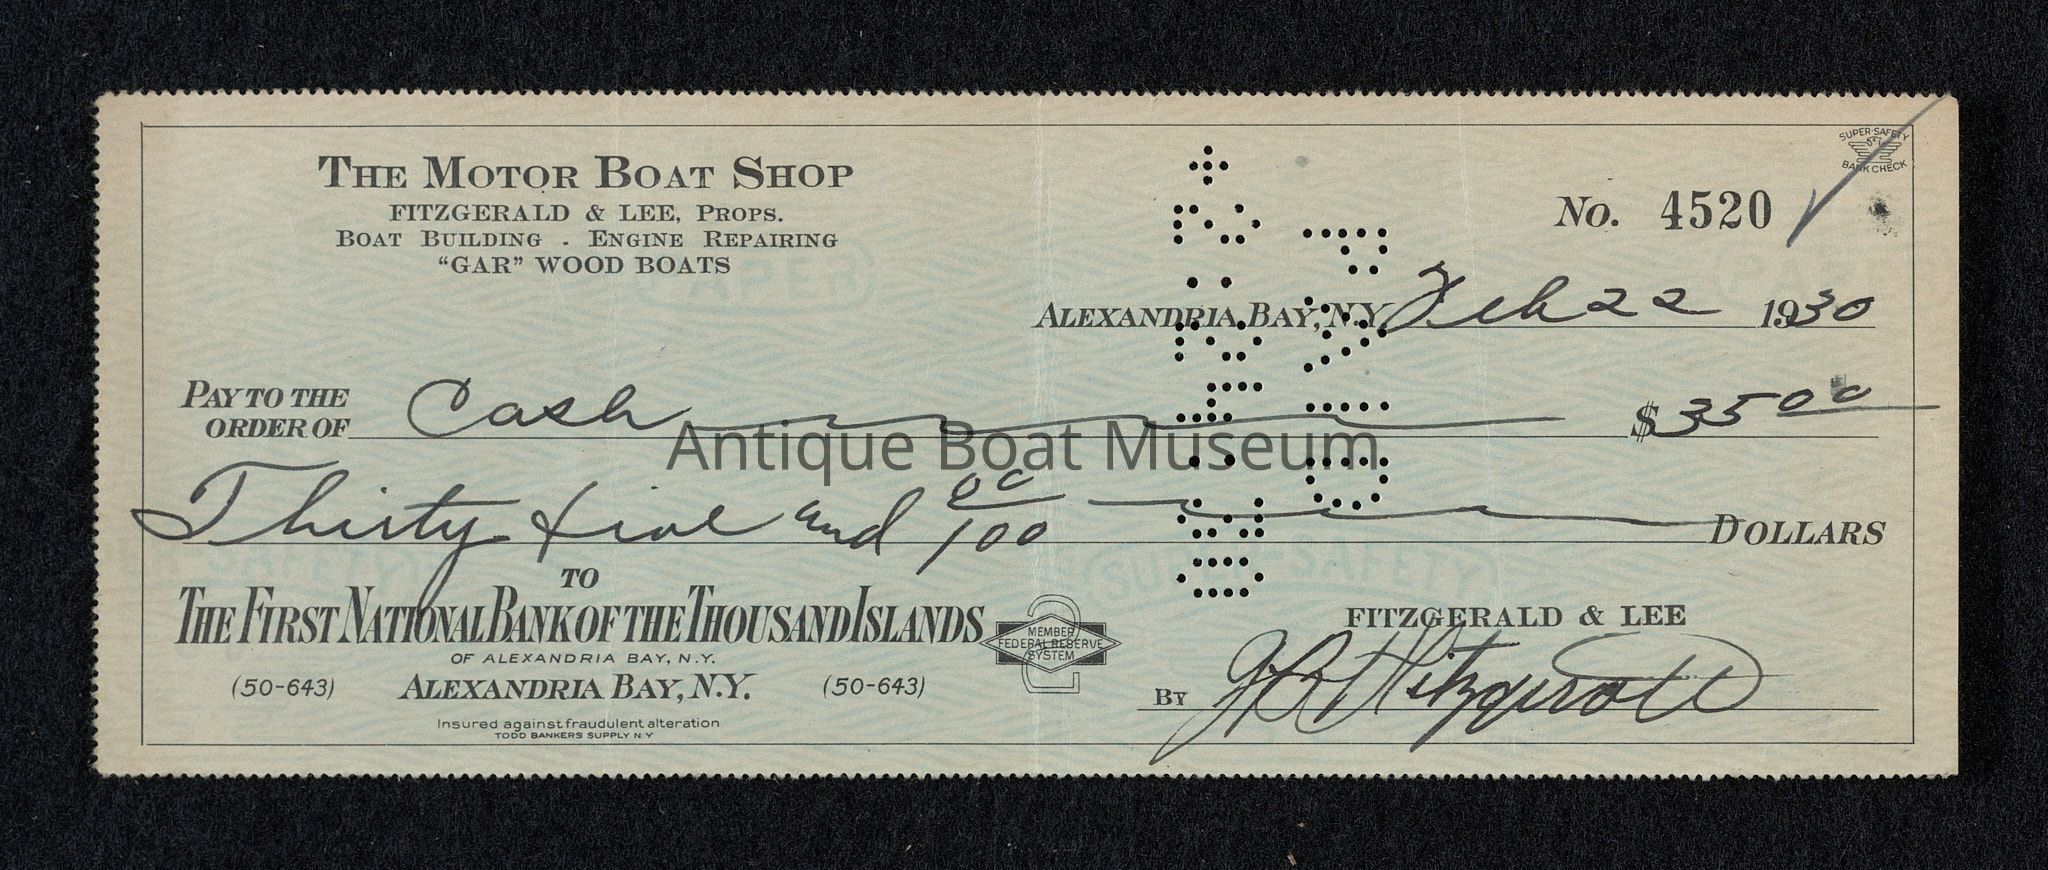 THE MOTOR BOAT SHOP
FITZGERALD & LEE, PROPS.
BOAT BUILDING - ENGINE REPAIRING
"GAR" WOOD BOATS
SUPER-SAFETY
BANK CHECK
No. 4520
ALEXANDRIA BAY, N.Y. Feb 22 1930
PAY TO THE
ORDER OF Cash $35 00
Antique Boat Museum
Thirty five and 00/100 DOLLARS
PAID
TO
THE FIRST NATIONAL BANK OF THE THOUSAND ISLANDS
OF ALEXANDRIA BAY, N.Y.
(50-643) ALEXANDRIA BAY, N.Y. (50-643)
MEMBER
FEDERAL RESERVE
SYSTEM
Insured against fraudulent alteration
TODD BANKERS SUPPLY N Y
FITZGERALD & LEE
BY Fitzgerald